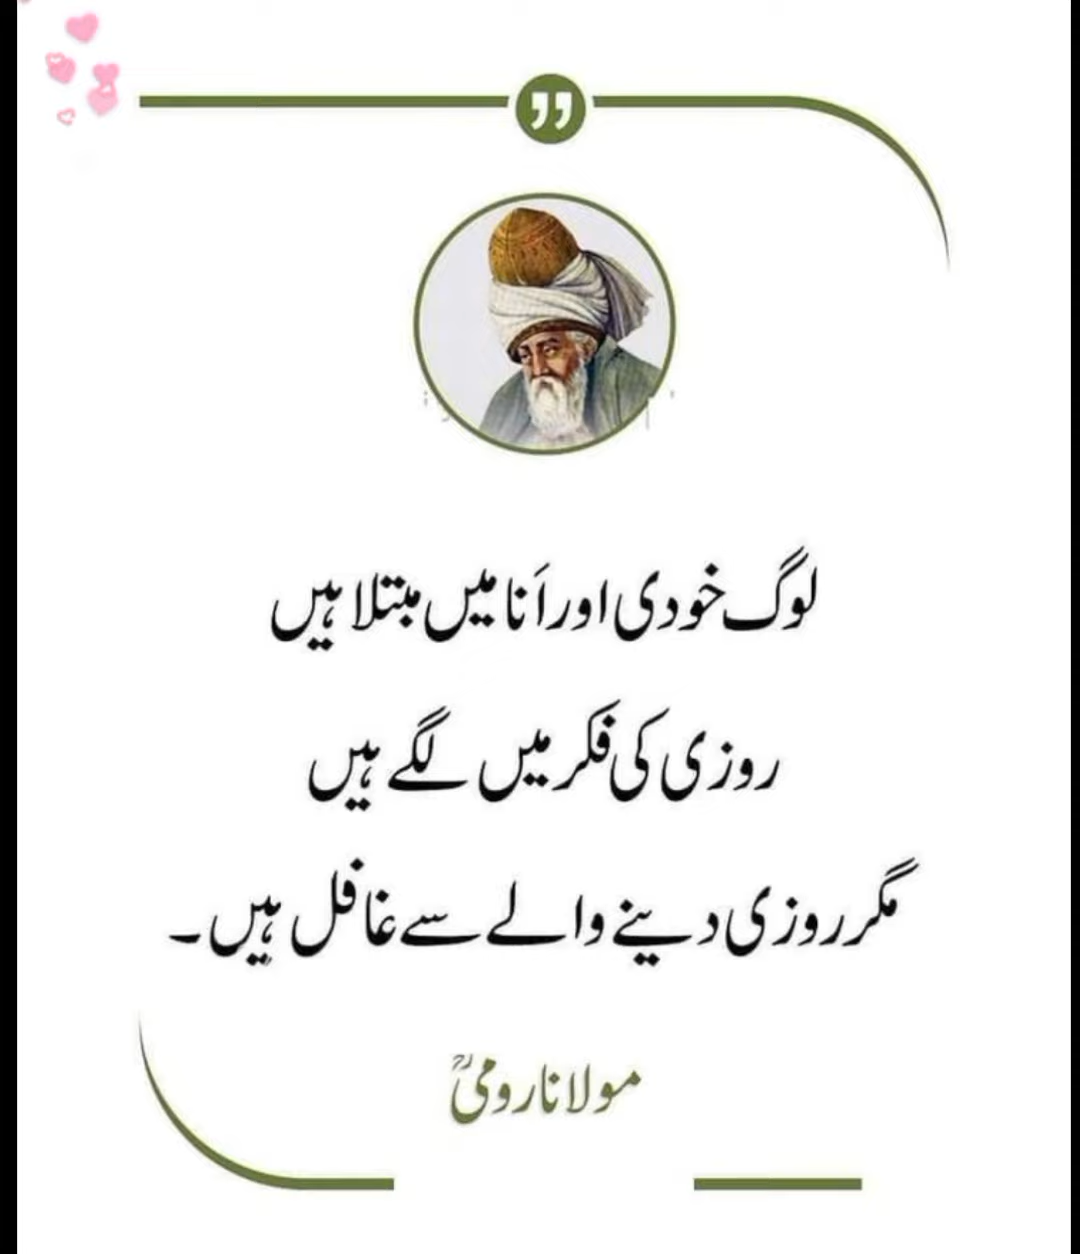 لوگ خودی اور اَنا میں مبتلا ہیں
روزی کی فکر میں لگے ہیں
مگر روزی دینے والے سے غافل ہیں۔
مولانا رومیؒ